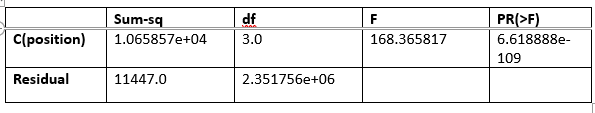 Sum-sq df F PR(>F)
C(position) 1.065857e+04 3.0 168.365817 6.618888e-
109
Residual 11447.0 2.351756e+06